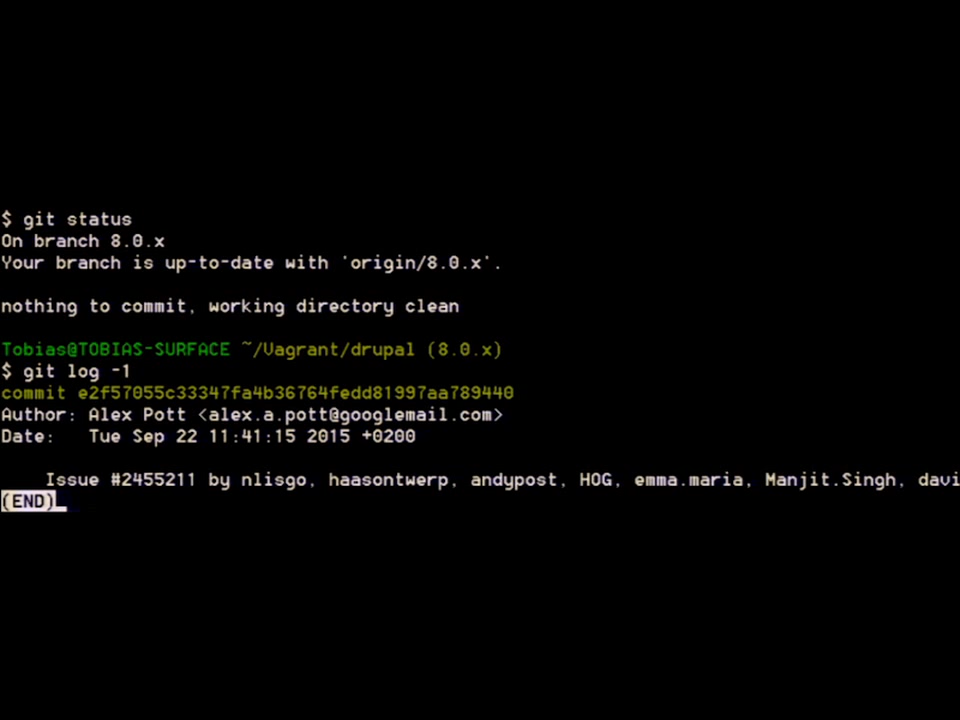 $ git status
On branch 8.0.x
Your branch is up-to-date with 'origin/8.0.x'.
nothing to commit, working directory clean
Tobias@TOBIAS-SURFACE ~/Vagrant/drupal (8.0.x)
$ git log -1
commit e2f57055c33347fa4b36764fedd81997aa789440
Author: Alex Pott <alex.a.pott@googlemail.com>
Date:   Tue Sep 22 11:41:15 2015 +0200
    Issue #2455211 by nlisgo, haasontwerp, andypost, HOG, emma.maria, Manjit.Singh, davi
(END)